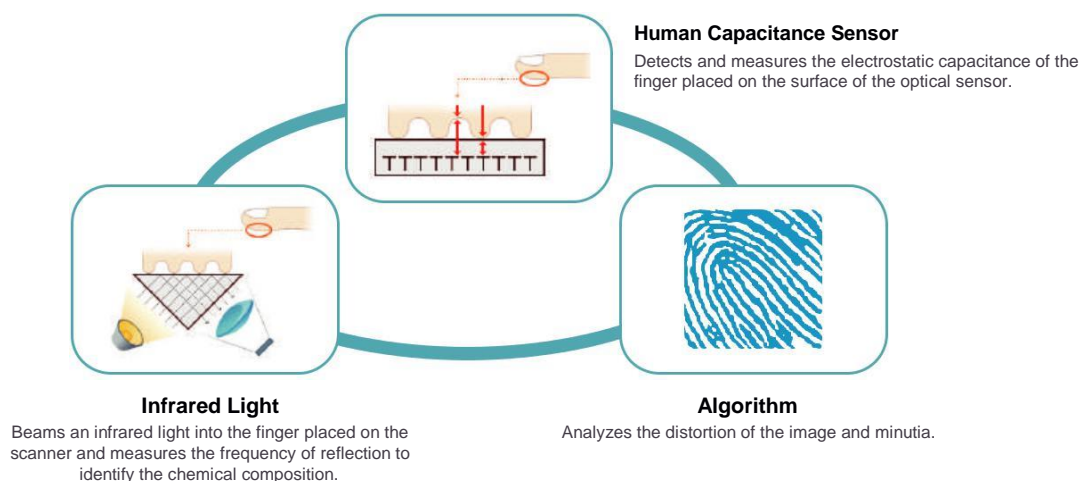 Human Capacitance Sensor
Detects and measures the electrostatic capacitance of the
finger placed on the surface of the optical sensor.
Infrared Light
Beams an infrared light into the finger placed on the
scanner and measures the frequency of reflection to
identify the chemical composition.
Algorithm
Analyzes the distortion of the image and minutia.